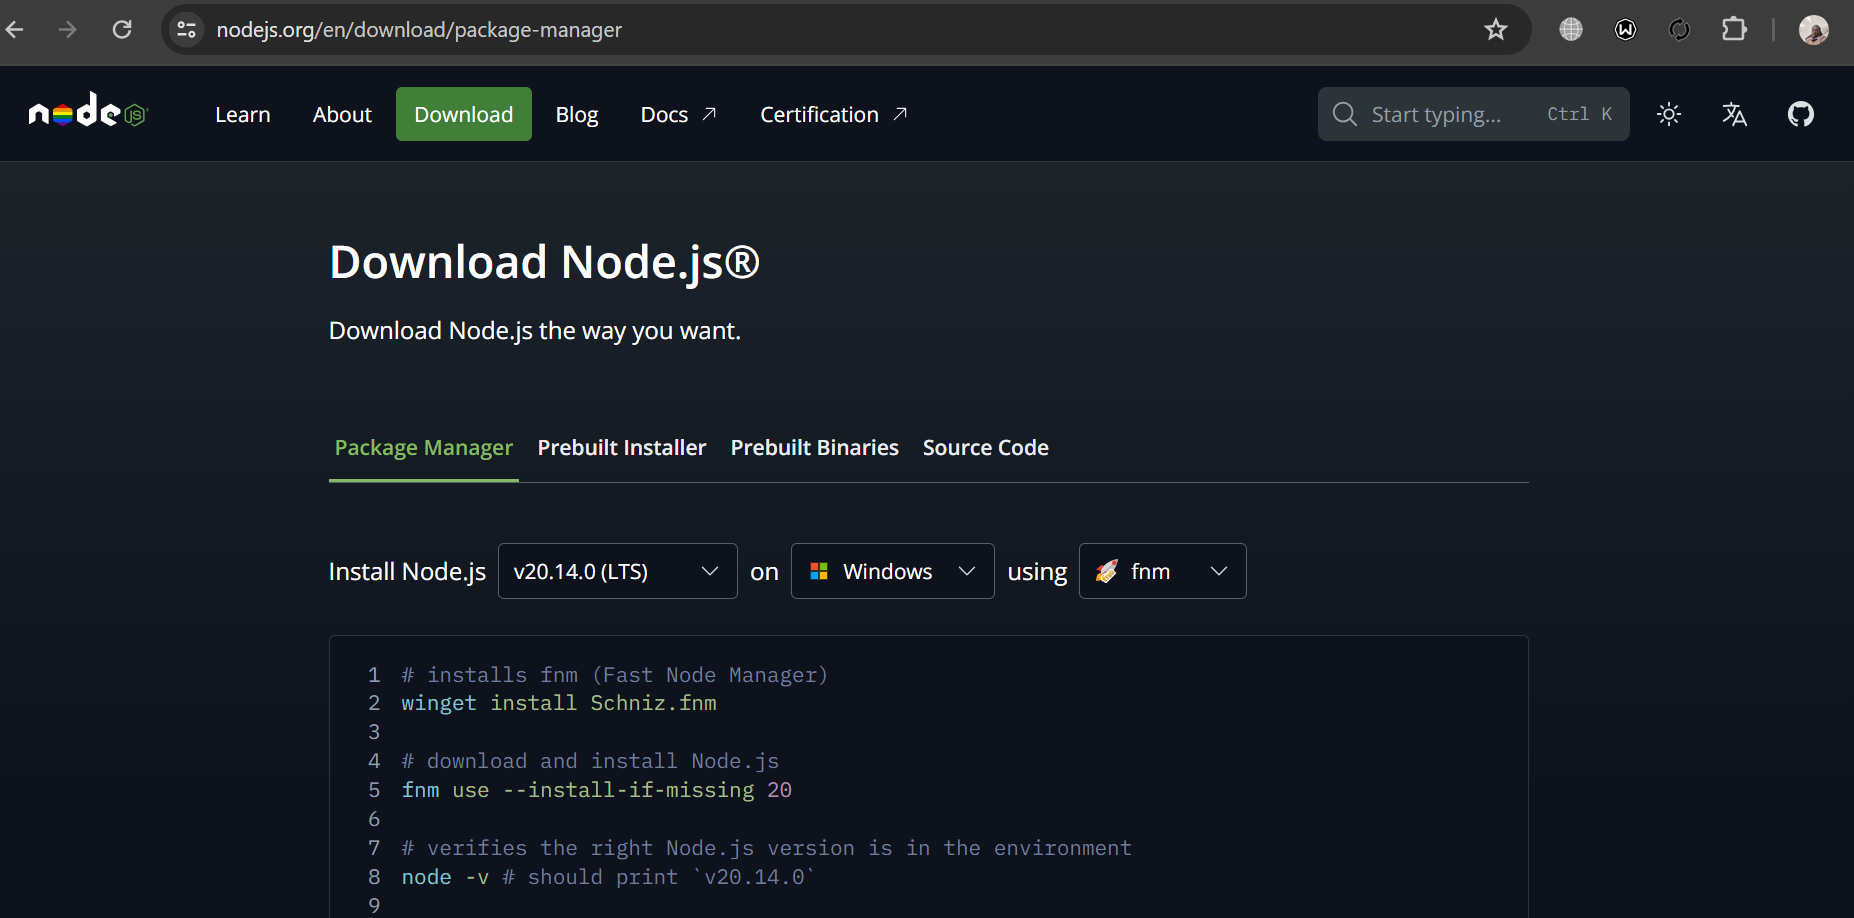 nodejs.org/en/download/package-manager
node JS Learn About Download Blog Docs Certification Start typing... Ctrl K
Download Node.js®
Download Node.js the way you want.
Package Manager Prebuilt Installer Prebuilt Binaries Source Code
Install Node.js v20.14.0 (LTS) on Windows using fnm
1 # installs fnm (Fast Node Manager)
2 winget install Schniz.fnm
3
4 # download and install Node.js
5 fnm use --install-if-missing 20
6
7 # verifies the right Node.js version is in the environment
8 node -v # should print `v20.14.0`
9